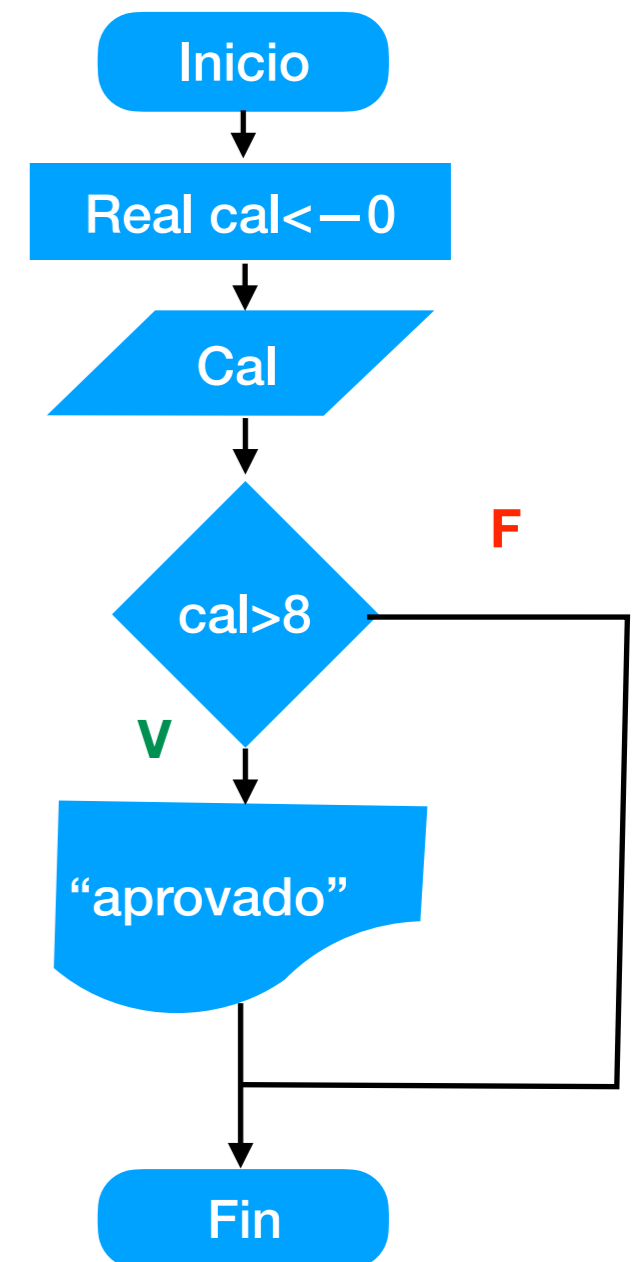 Inicio
Real cal<—0
Cal
F
cal>8
V
“aprovado”
Fin